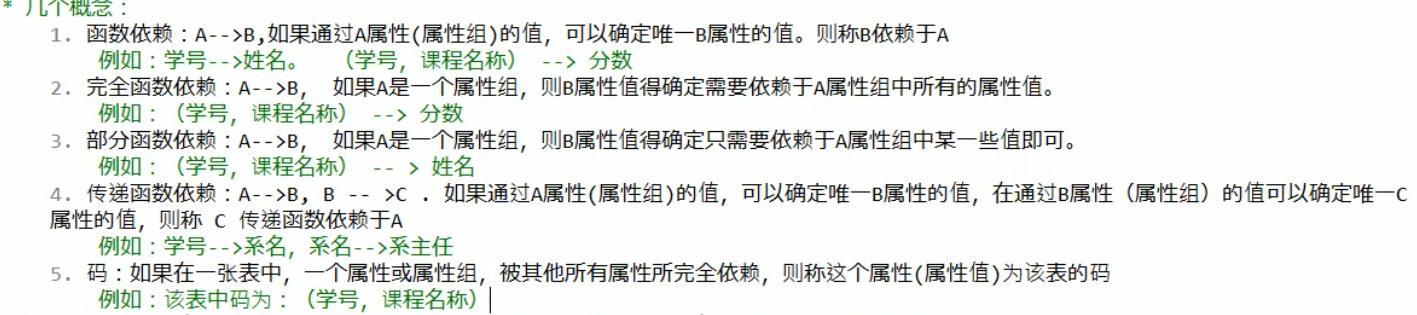 * 几个概念：
1. 函数依赖：A-->B,如果通过A属性(属性组)的值，可以确定唯一B属性的值。则称B依赖于A
例如：学号-->姓名。 （学号，课程名称） --> 分数
2. 完全函数依赖：A-->B， 如果A是一个属性组，则B属性值得确定需要依赖于A属性组中所有的属性值。
例如：（学号，课程名称） --> 分数
3. 部分函数依赖：A-->B， 如果A是一个属性组，则B属性值得确定只需要依赖于A属性组中某一些值即可。
例如：（学号，课程名称） -- > 姓名
4. 传递函数依赖：A-->B, B -- >C . 如果通过A属性(属性组)的值，可以确定唯一B属性的值，在通过B属性（属性组）的值可以确定唯一C
属性的值，则称 C 传递函数依赖于A
例如：学号-->系名，系名-->系主任
5. 码：如果在一张表中，一个属性或属性组，被其他所有属性所完全依赖，则称这个属性(属性值)为该表的码
例如：该表中码为：（学号，课程名称）